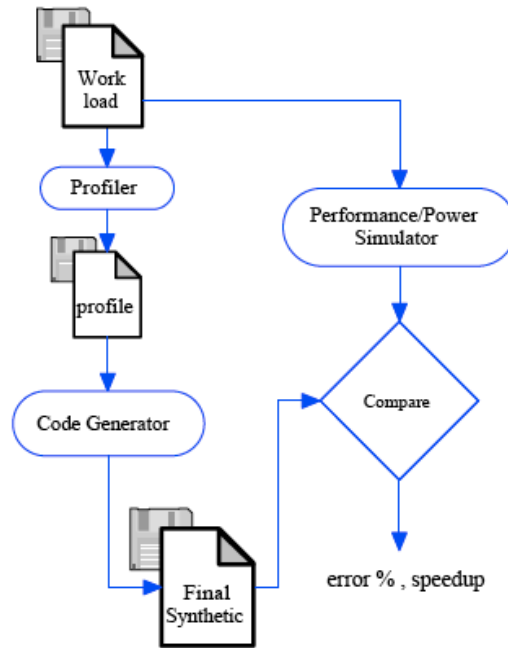 Work
load
Profiler
Performance/Power
Simulator
profile
Compare
Code Generator
Final
Synthetic
error % , speedup